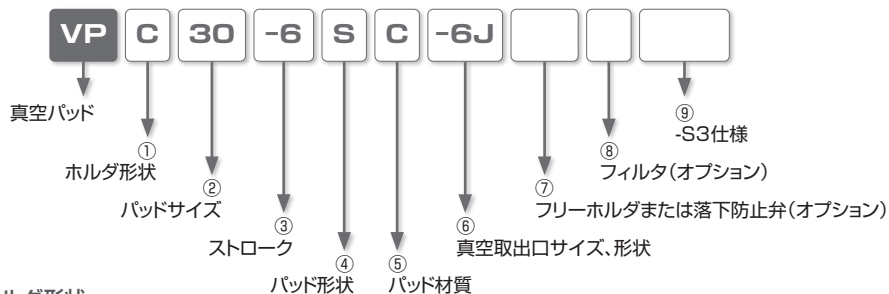 VP C 30 -6 S C -6J
真空パッド
①
ホルダ形状
②
パッドサイズ
③
ストローク
④
パッド形状
⑤
パッド材質
⑥
真空取出口サイズ、形状
⑦
フリーホルダまたは落下防止弁(オプション)
⑧
フィルタ(オプション)
⑨
-S3仕様